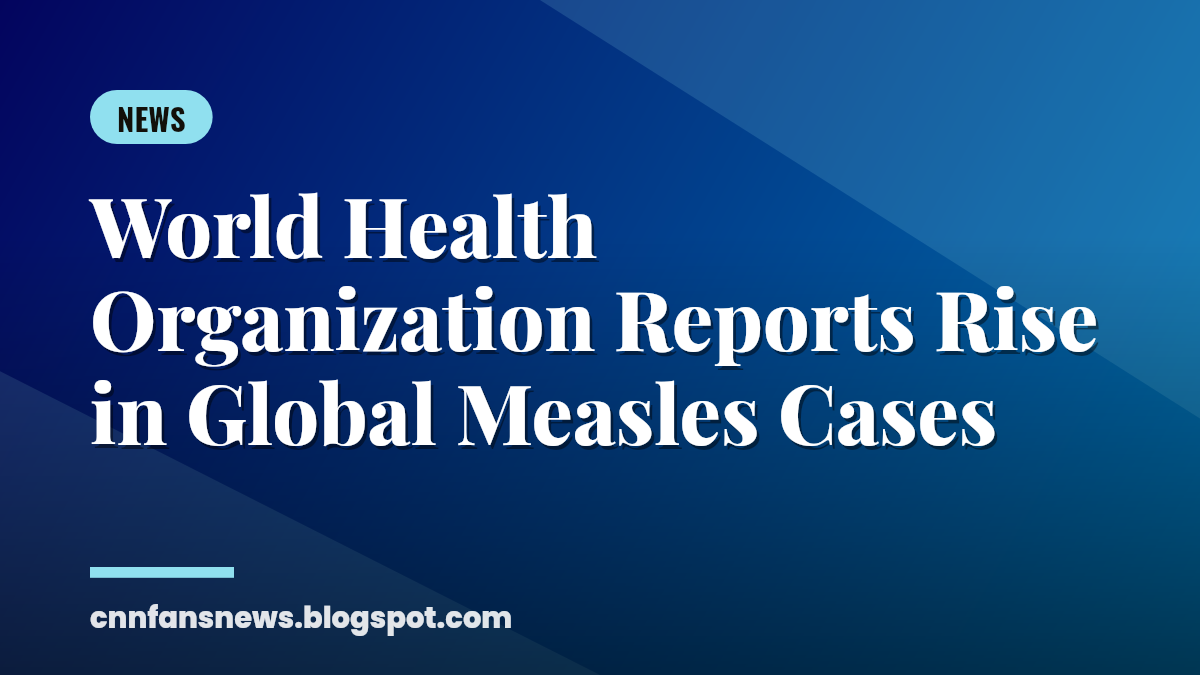 NEWS
World Health
Organization Reports Rise
in Global Measles Cases
cnnfansnews.blogspot.com